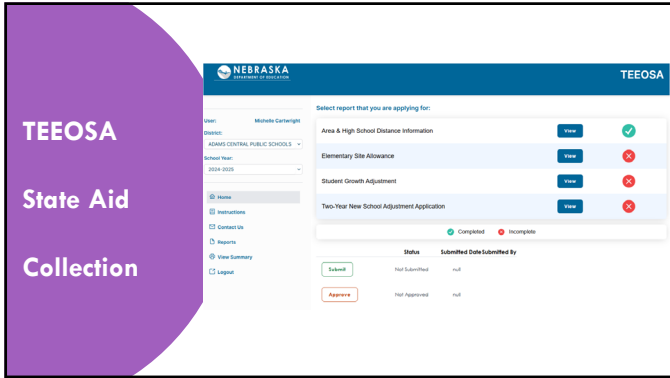 TEEOSA
State Aid
Collection
NEBRASKA
DEPARTMENT OF EDUCATION
TEEOSA
User: Michelle Cartwright
District:
ADAMS CENTRAL PUBLIC SCHOOLS
School Year:
2024-2025
Home
Instructions
Contact Us
Reports
View Summary
Logout
Select report that you are applying for:
Area & High School Distance Information View
Elementary Site Allowance View
Student Growth Adjustment View
Two-Year New School Adjustment Application View
Completed Incomplete
Status Submitted Date Submitted By
Submit Not Submitted null
Approve Not Approved null